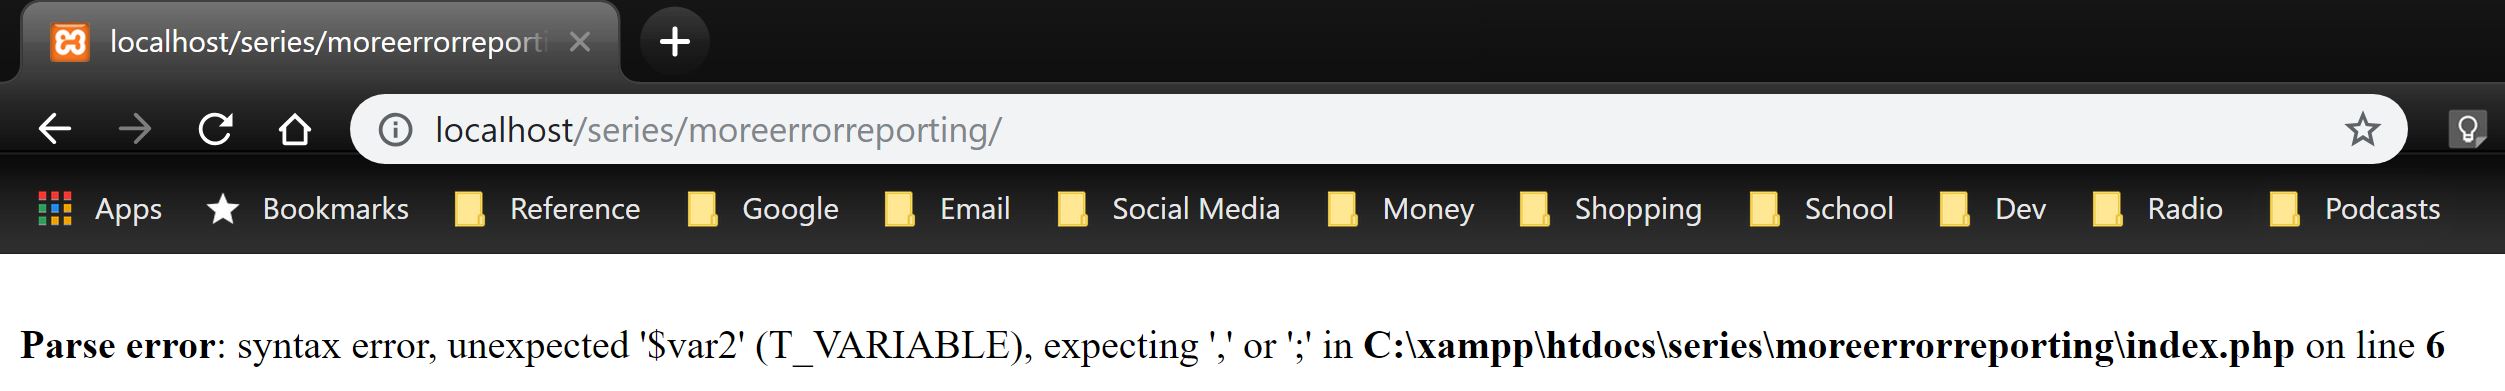 localhost/series/moreerrorreporti
localhost/series/moreerrorreporting/
Apps Bookmarks Reference Google Email Social Media Money Shopping School Dev Radio Podcasts
Parse error: syntax error, unexpected '$var2' (T_VARIABLE), expecting ',' or ';' in C:\xampp\htdocs\series\moreerrorreporting\index.php on line 6